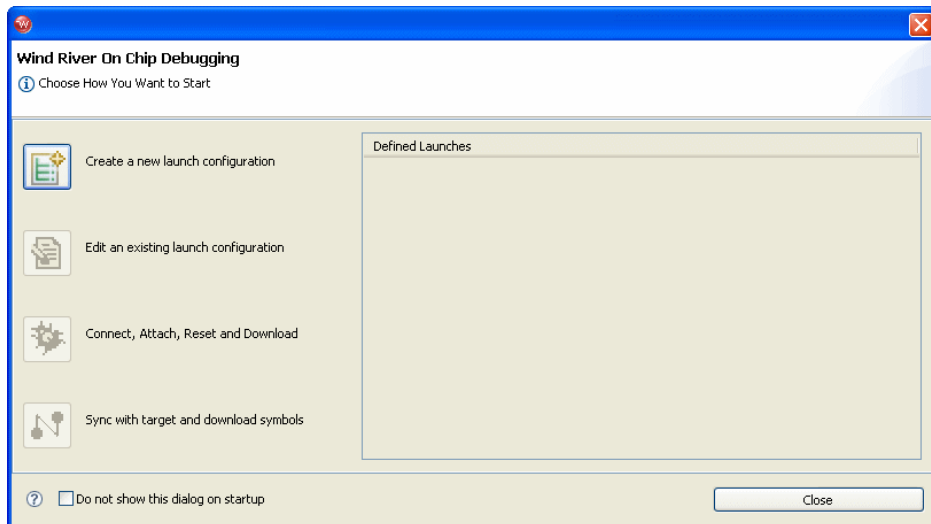 Wind River On Chip Debugging
Choose How You Want to Start
Create a new launch configuration
Defined Launches
Edit an existing launch configuration
Connect, Attach, Reset and Download
Sync with target and download symbols
Do not show this dialog on startup
Close